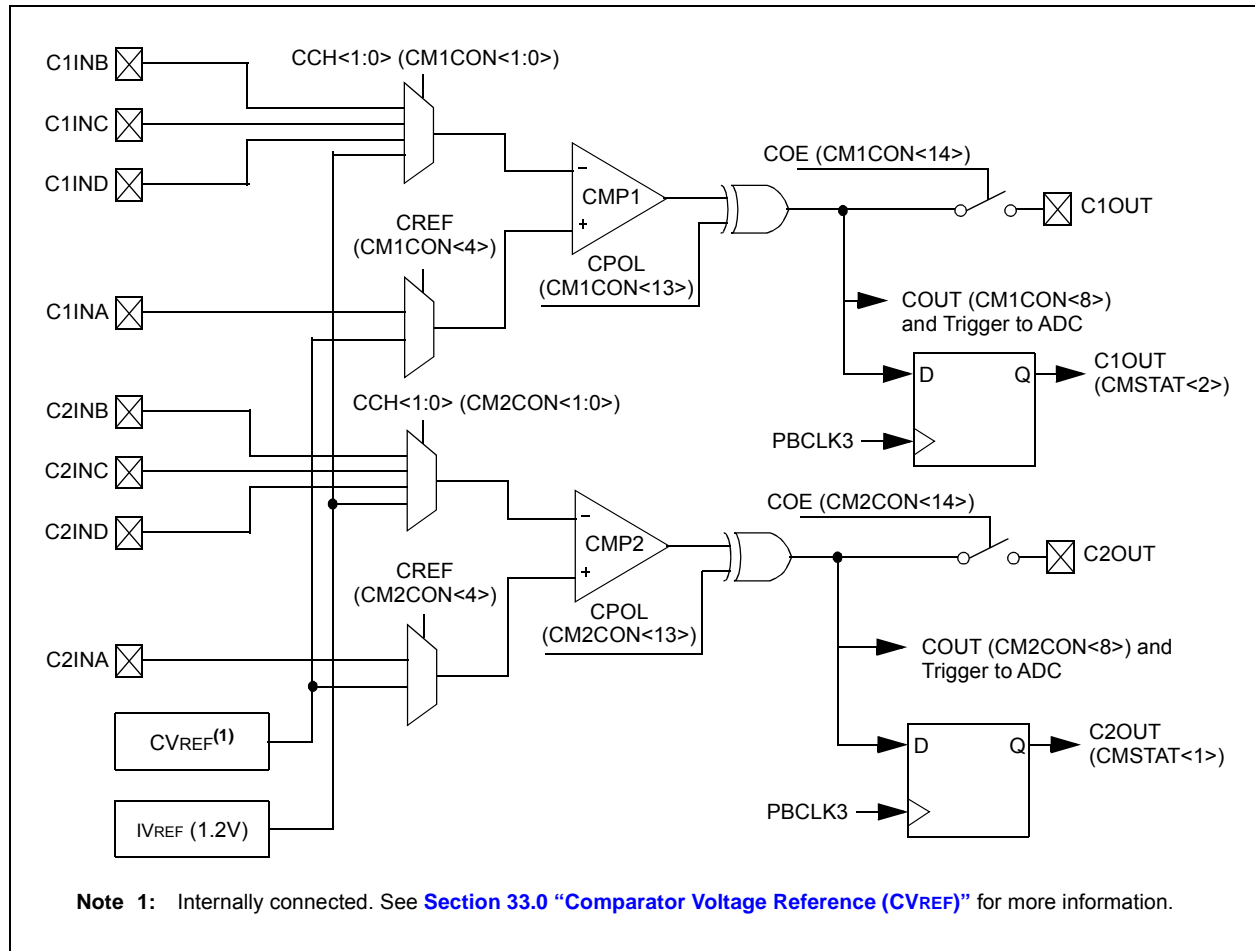 C1INB
CCH<1:0> (CM1CON<1:0>)
C1INC
C1IND
COE (CM1CON<14>)
–
CMP1
+
C1OUT
CREF
(CM1CON<4>)
CPOL
(CM1CON<13>)
C1INA
COUT (CM1CON<8>)
and Trigger to ADC
D
Q
C1OUT
(CMSTAT<2>)
PBCLK3
C2INB
CCH<1:0> (CM2CON<1:0>)
C2INC
C2IND
COE (CM2CON<14>)
–
CMP2
+
C2OUT
CREF
(CM2CON<4>)
CPOL
(CM2CON<13>)
C2INA
COUT (CM2CON<8>) and
Trigger to ADC
CVREF(1)
D
Q
C2OUT
(CMSTAT<1>)
PBCLK3
IVREF (1.2V)
Note 1: Internally connected. See Section 33.0 “Comparator Voltage Reference (CVREF)” for more information.